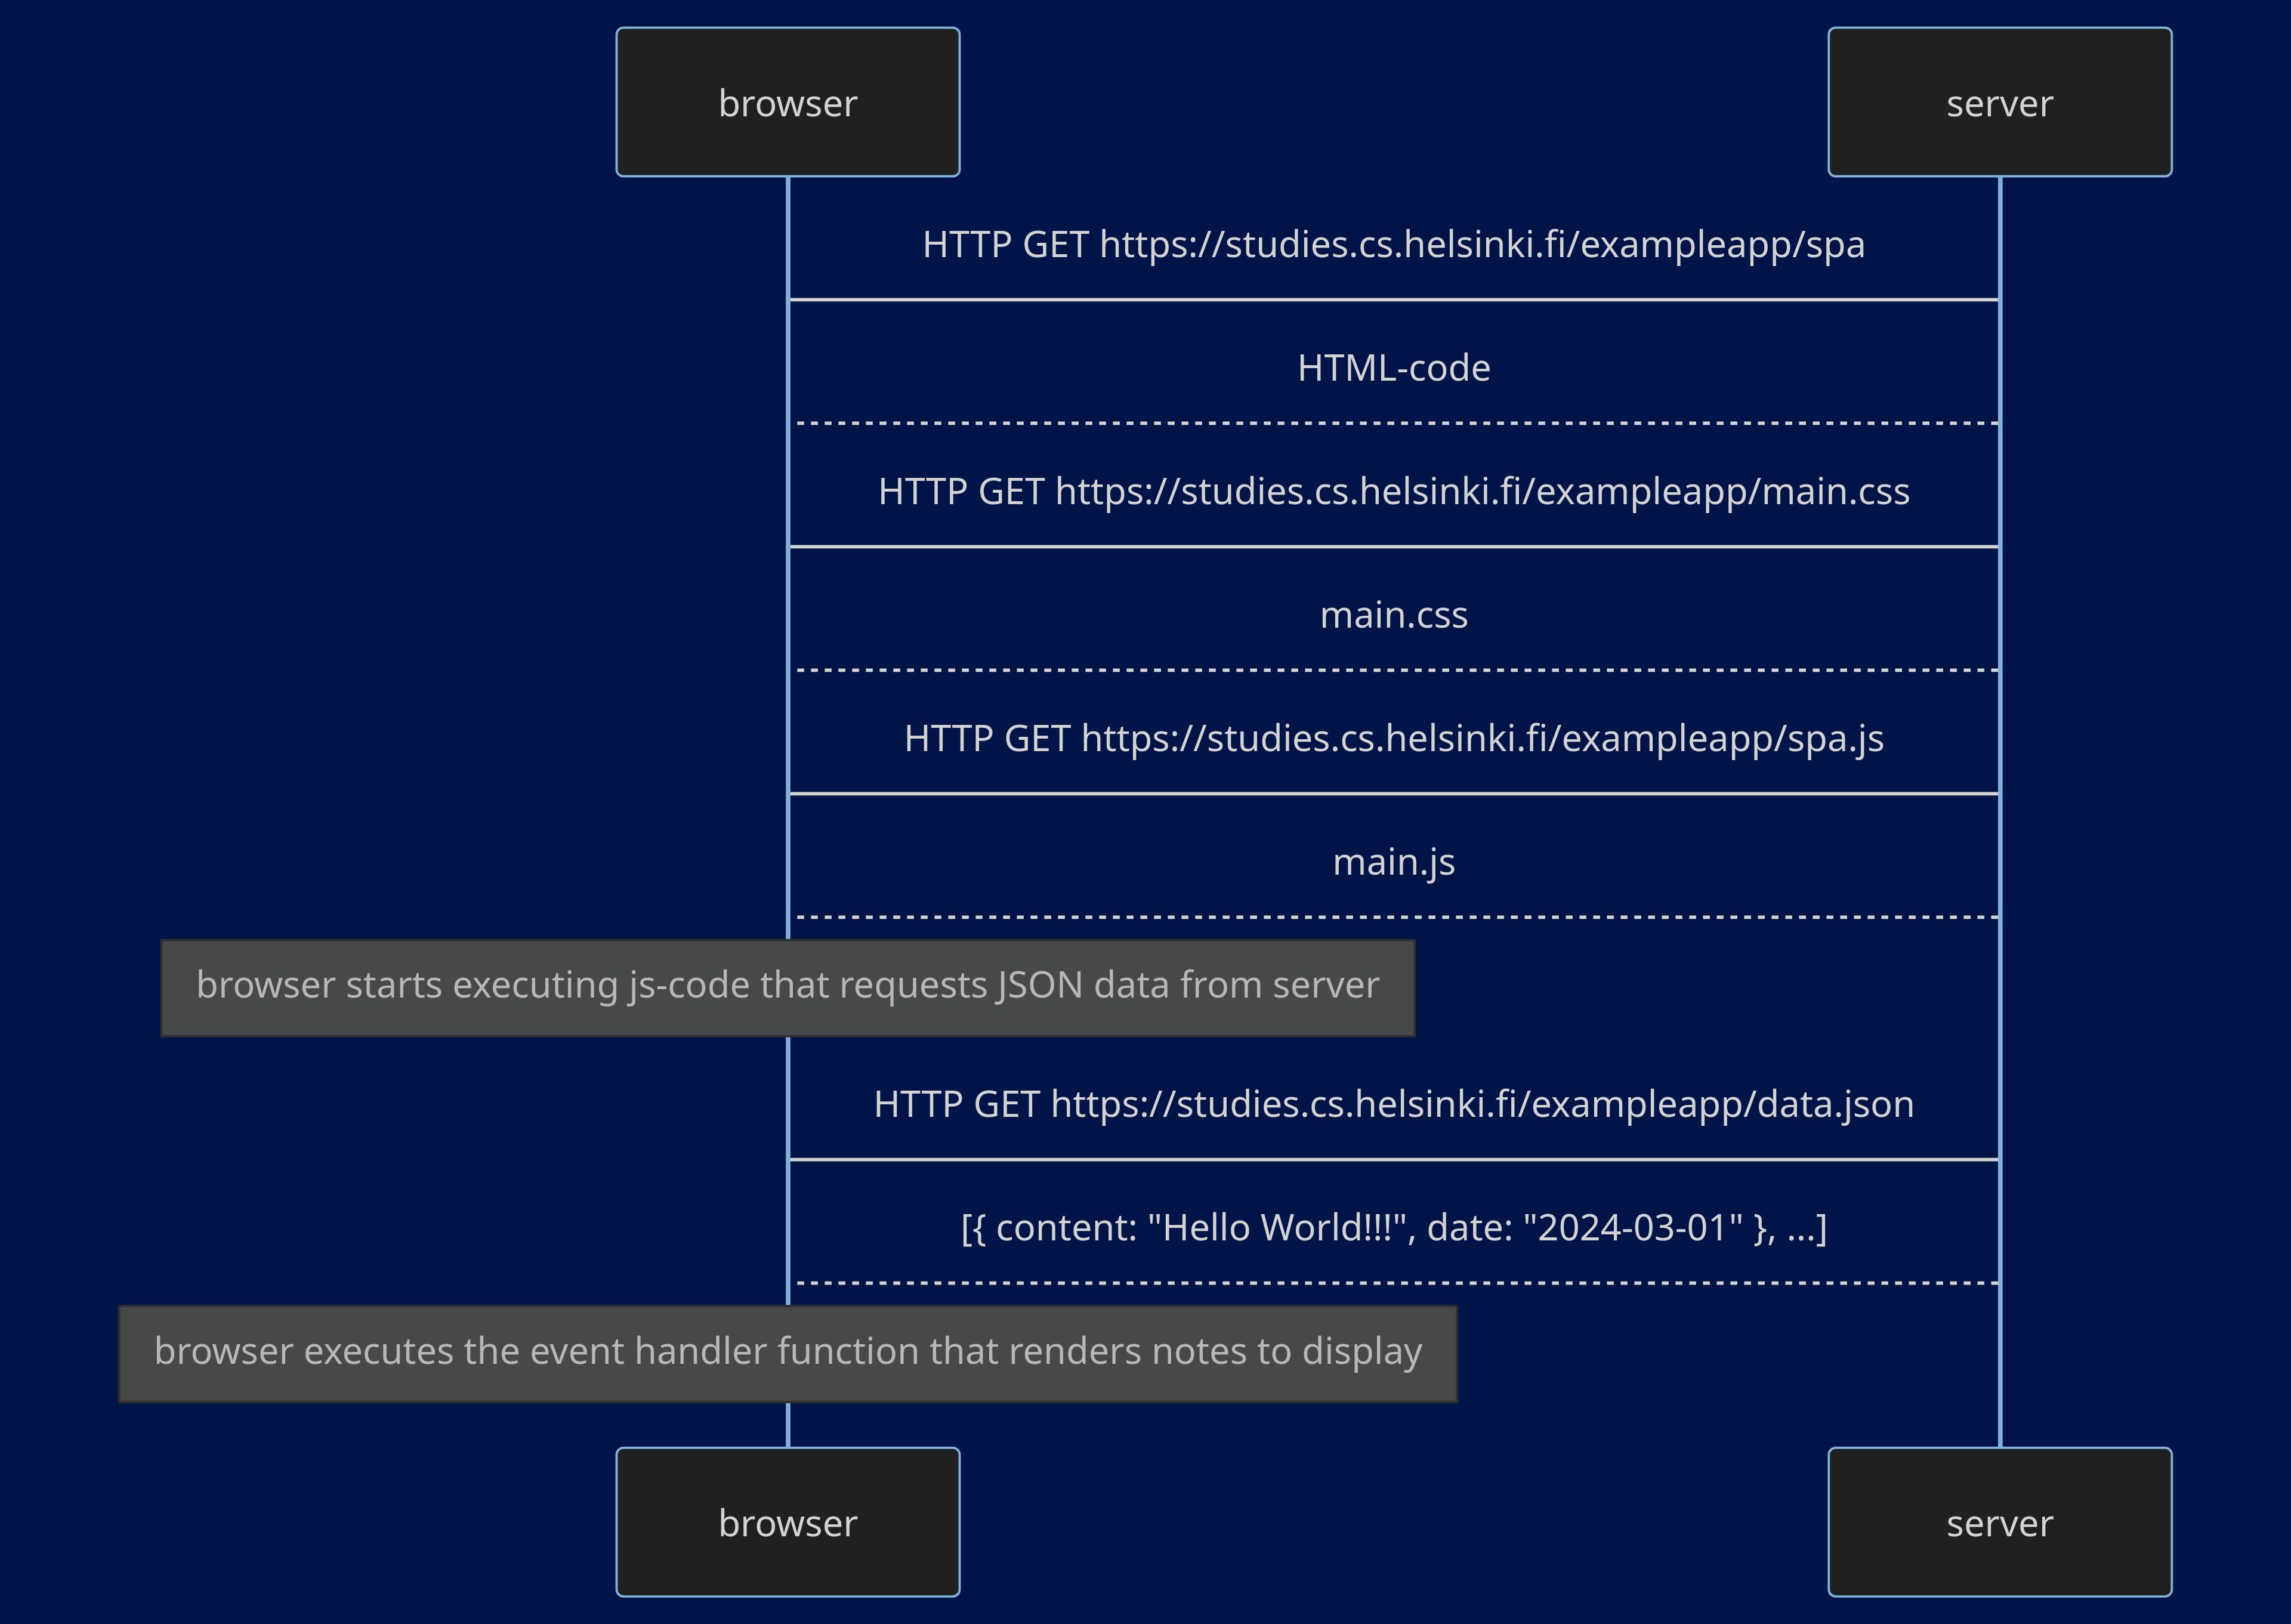 browser
server
HTTP GET https://studies.cs.helsinki.fi/exampleapp/spa
HTML-code
HTTP GET https://studies.cs.helsinki.fi/exampleapp/main.css
main.css
HTTP GET https://studies.cs.helsinki.fi/exampleapp/spa.js
main.js
browser starts executing js-code that requests JSON data from server
HTTP GET https://studies.cs.helsinki.fi/exampleapp/data.json
[{ content: "Hello World!!!", date: "2024-03-01" }, ...]
browser executes the event handler function that renders notes to display
browser
server